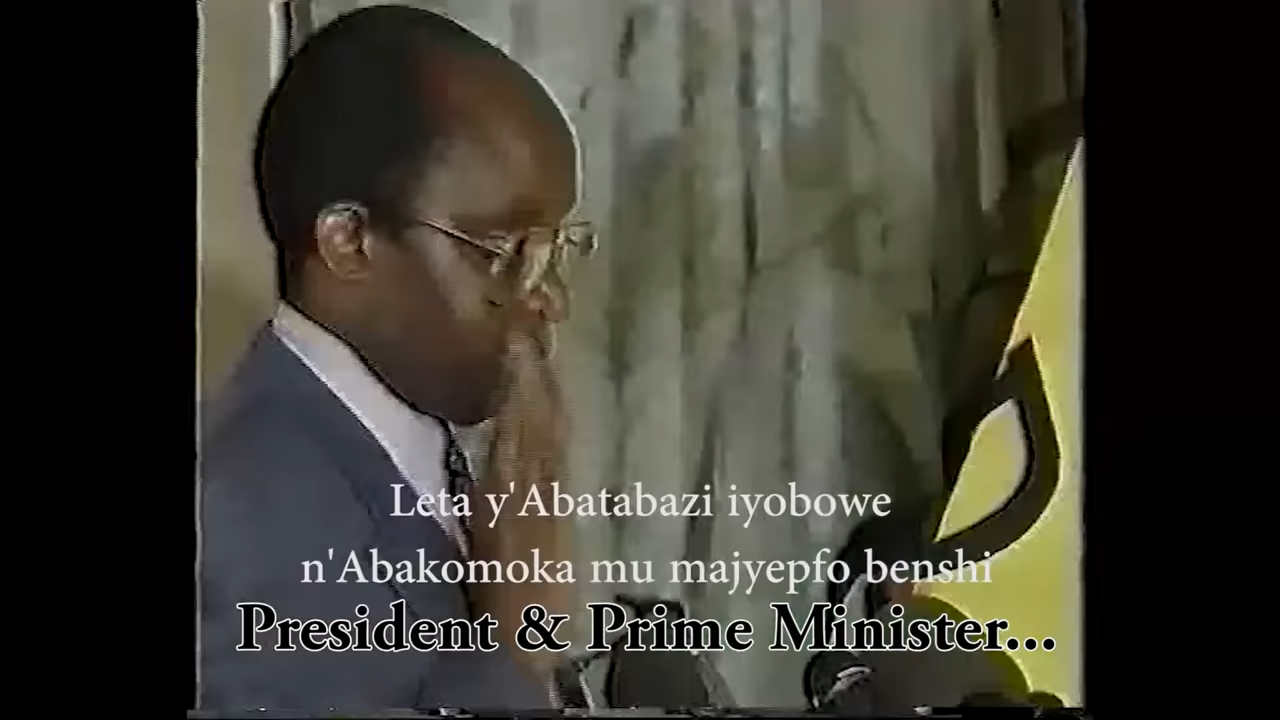 Leta y'Abatabazi iyobowe
n'Abakomoka mu majyepfo benshi
President & Prime Minister...